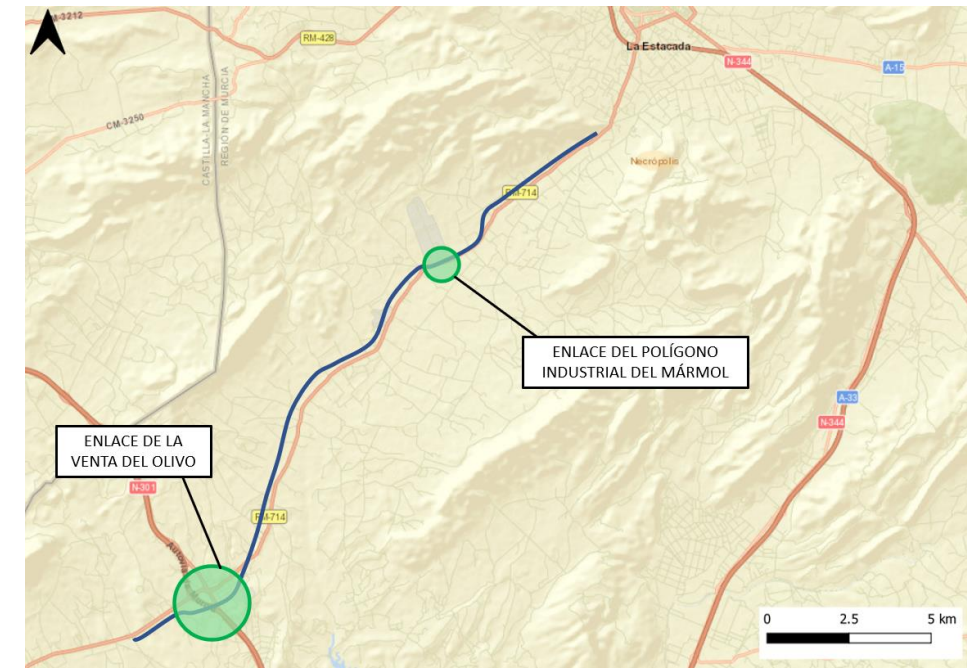 CM-3212
RM-428
La Estacada
N-344
A-15
CM-3250
CASTILLA-LA MANCHA
REGIÓN DE MURCIA
Necrópolis
RM-714
ENLACE DEL POLÍGONO
INDUSTRIAL DEL MÁRMOL
A-33
N-344
ENLACE DE LA
VENTA DEL OLIVO
N-301
RM-714
Autovía
0 2.5 5 km